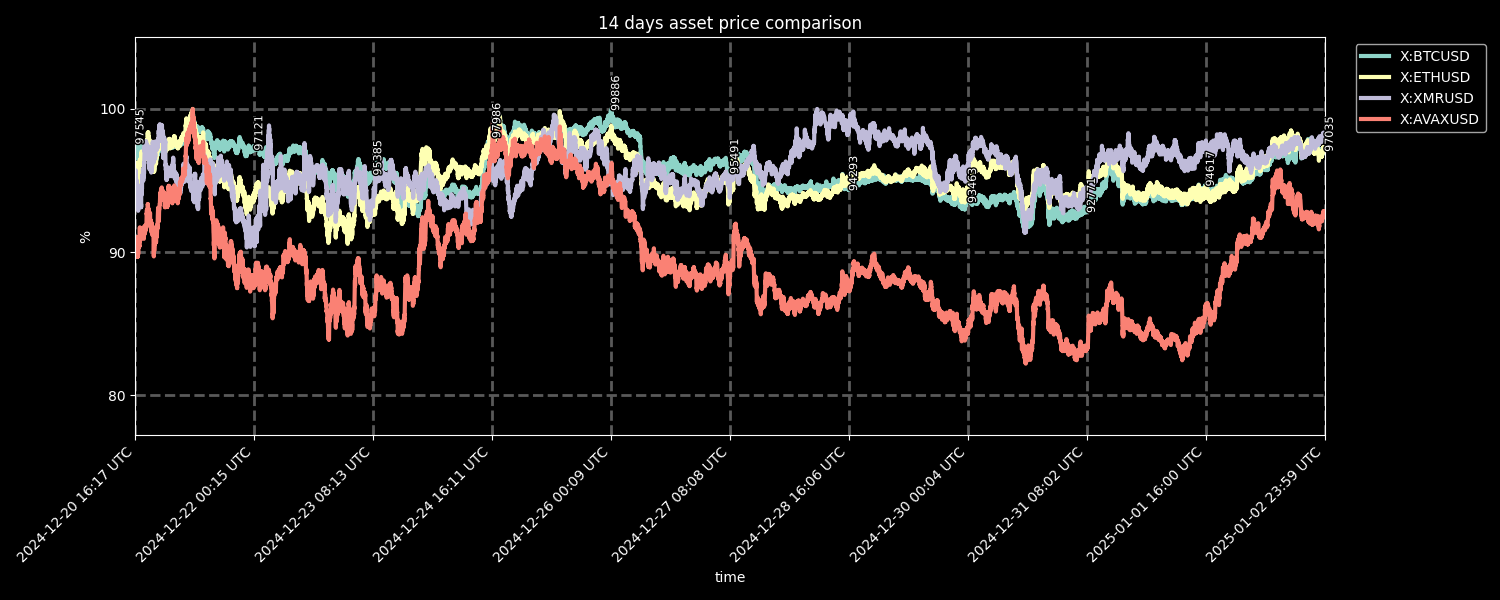 14 days asset price comparison
X:BTCUSD
X:ETHUSD
X:XMRUSD
X:AVAXUSD
100
90
80
%
97545
97121
95385
97986
99886
95491
94293
93463
92771
94617
97035
2024-12-20 16:17 UTC
2024-12-22 00:15 UTC
2024-12-23 08:13 UTC
2024-12-24 16:11 UTC
2024-12-26 00:09 UTC
2024-12-27 08:08 UTC
2024-12-28 16:06 UTC
2024-12-30 00:04 UTC
2024-12-31 08:02 UTC
2025-01-01 16:00 UTC
2025-01-02 23:59 UTC
time